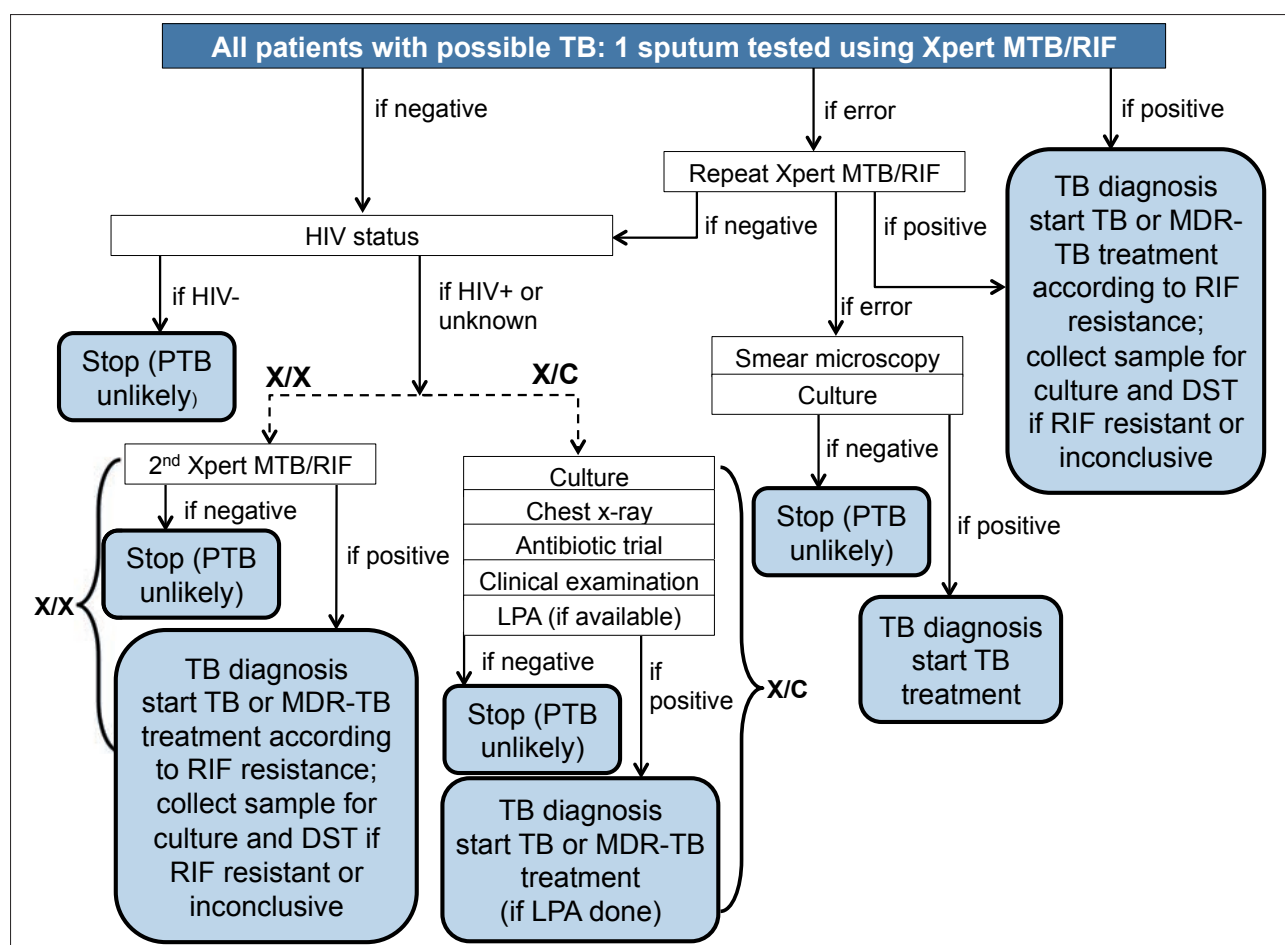 All patients with possible TB: 1 sputum tested using Xpert MTB/RIF
if negative
if error
if positive
Repeat Xpert MTB/RIF
if negative
if positive
if error
HIV status
if HIV-
if HIV+ or
unknown
Stop (PTB
unlikely)
X/X
X/C
2nd Xpert MTB/RIF
if negative
if positive
Stop (PTB
unlikely)
X/X
TB diagnosis
start TB or MDR-TB
treatment according
to RIF resistance;
collect sample for
culture and DST if
RIF resistant or
inconclusive
Culture
Chest x-ray
Antibiotic trial
Clinical examination
LPA (if available)
if negative
if
positive
Stop (PTB
unlikely)
X/C
TB diagnosis
start TB or MDR-TB
treatment
(if LPA done)
Smear microscopy
Culture
if negative
if positive
Stop (PTB
unlikely)
TB diagnosis
start TB
treatment
TB diagnosis
start TB or MDR-
TB treatment
according to RIF
resistance;
collect sample for
culture and DST
if RIF resistant or
inconclusive